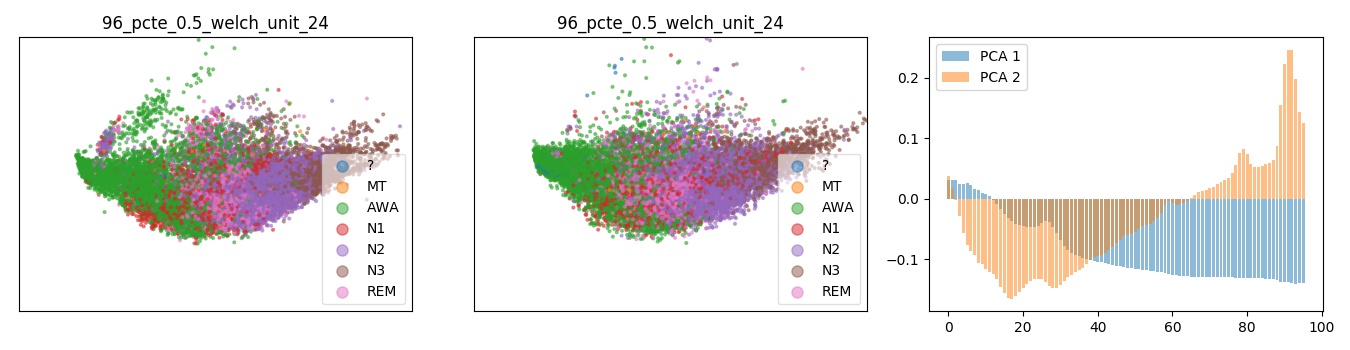 96_pcte_0.5_welch_unit_24
?
MT
AWA
N1
N2
N3
REM
96_pcte_0.5_welch_unit_24
?
MT
AWA
N1
N2
N3
REM
PCA 1
PCA 2
0.2
0.1
0.0
−0.1
0 20 40 60 80 100